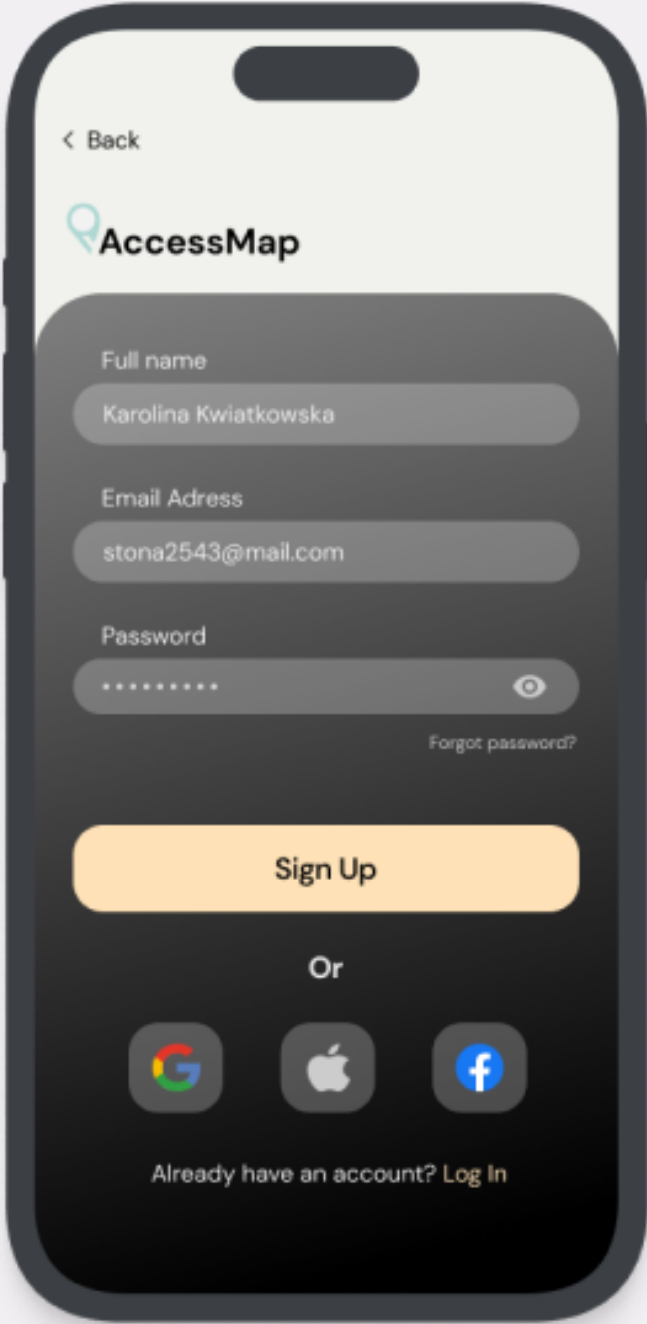 Back
AccessMap
Full name
Karolina Kwiatkowska
Email Adress
stona2543@mail.com
Password
Forgot password?
Sign Up
Or
Already have an account? Log In